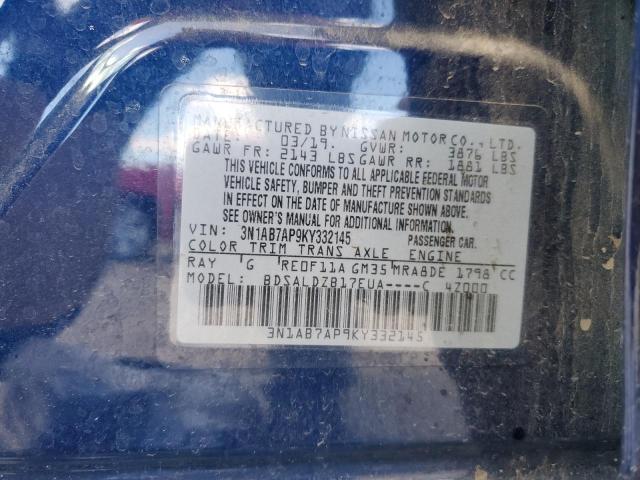 MANUFACTURED BY NISSAN MOTOR CO., LTD.
DATE: 03/19. GVWR: 3876 LBS
GAWR FR: 2143 LBS GAWR RR: 1881 LBS
THIS VEHICLE CONFORMS TO ALL APPLICABLE FEDERAL MOTOR
VEHICLE SAFETY, BUMPER AND THEFT PREVENTION STANDARDS
IN EFFECT ON THE DATE OF MANUFACTURE SHOWN ABOVE.
SEE OWNER'S MANUAL FOR ADDITIONAL INFORMATION.
VIN: 3N1AB7AP9KY332145 PASSENGER CAR.
COLOR TRIM TRANS AXLE ENGINE
RAY G RE0F11A GM35 MRA8DE 1798 CC
MODEL: BDSALDZB17EUA----C 4Z000
3N1AB7AP9KY332145